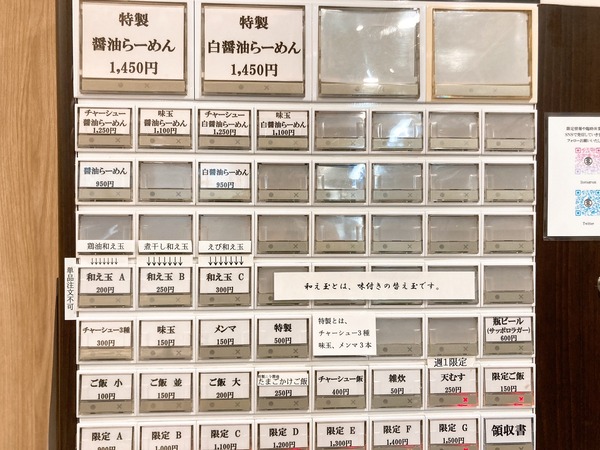 特製
醤油らーめん
1,450円
特製
白醤油らーめん
1,450円
チャーシュー
醤油らーめん
1,250円
味玉
醤油らーめん
1,100円
チャーシュー
白醤油らーめん
1,250円
味玉
白醤油らーめん
1,100円
醤油らーめん
950円
白醤油らーめん
950円
鶏油和え玉
煮干し和え玉
えび和え玉
↓↓↓↓↓↓
↓↓↓↓↓↓
↓↓↓↓↓↓
単品注文不可
和え玉 A
200円
和え玉 B
250円
和え玉 C
300円
和え玉とは、味付きの替え玉です。
チャーシュー3種
300円
味玉
150円
メンマ
150円
特製
500円
特製とは、
チャーシュー3種
味玉、メンマ3本
瓶ビール
(サッポロラガー)
600円
週1限定
ご飯 小
100円
ご飯 並
150円
ご飯 大
200円
たまごかけご飯
250円
チャーシュー飯
400円
雑炊
50円
天むす
250円
限定ご飯
150円
限定 A
限定 B
限定 C
1,100円
限定 D
1,200円
限定 E
1,300円
限定 F
1,400円
限定 G
1,500円
領収書